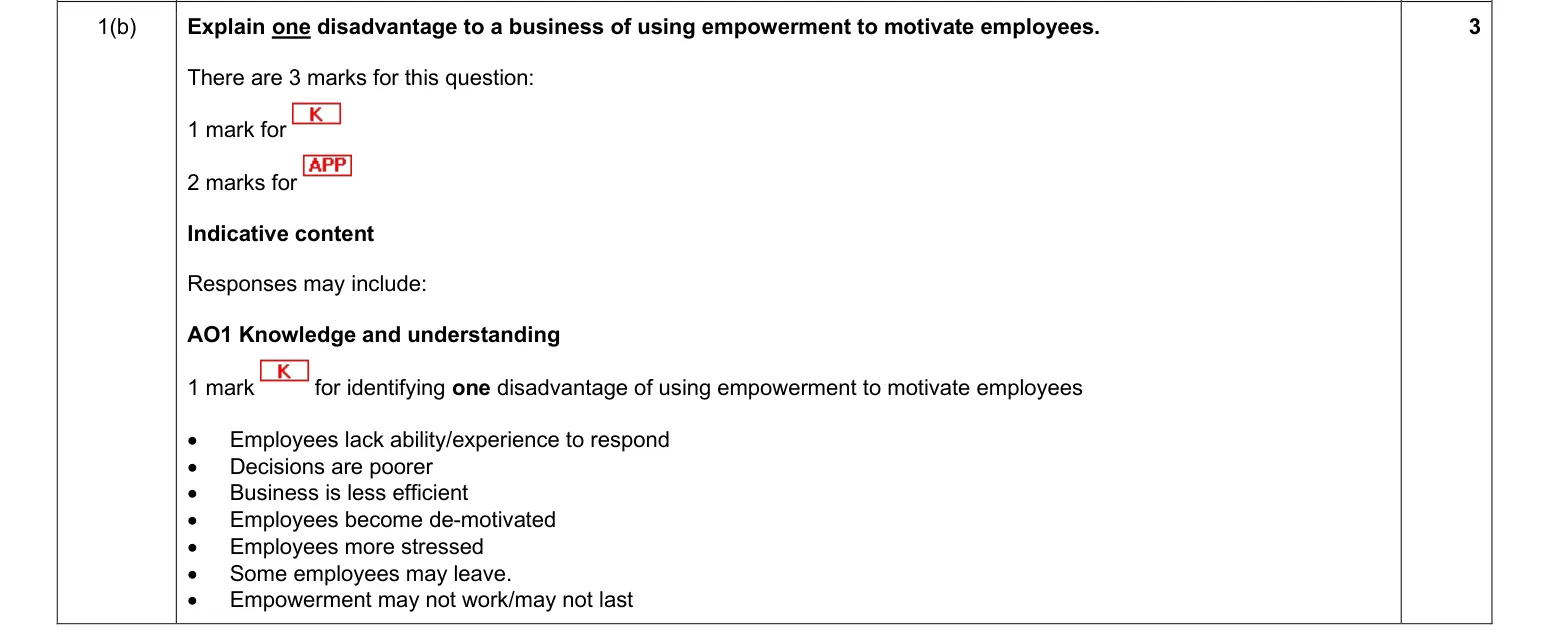 1(b) Explain one disadvantage to a business of using empowerment to motivate employees. 3
There are 3 marks for this question:
1 mark for K
2 marks for APP
Indicative content
Responses may include:
AO1 Knowledge and understanding
1 mark K for identifying one disadvantage of using empowerment to motivate employees
• Employees lack ability/experience to respond
• Decisions are poorer
• Business is less efficient
• Employees become de-motivated
• Employees more stressed
• Some employees may leave.
• Empowerment may not work/may not last